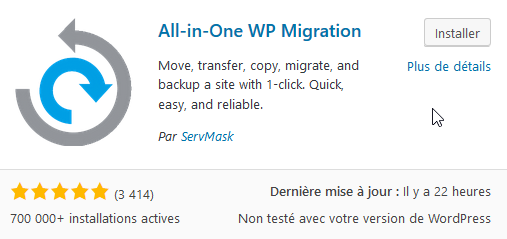 All-in-One WP Migration
Installer
Move, transfer, copy, migrate, and
backup a site with 1-click. Quick,
easy, and reliable.
Plus de détails
Par ServMask
(3 414)
Dernière mise à jour : Il y a 22 heures
700 000+ installations actives
Non testé avec votre version de WordPress